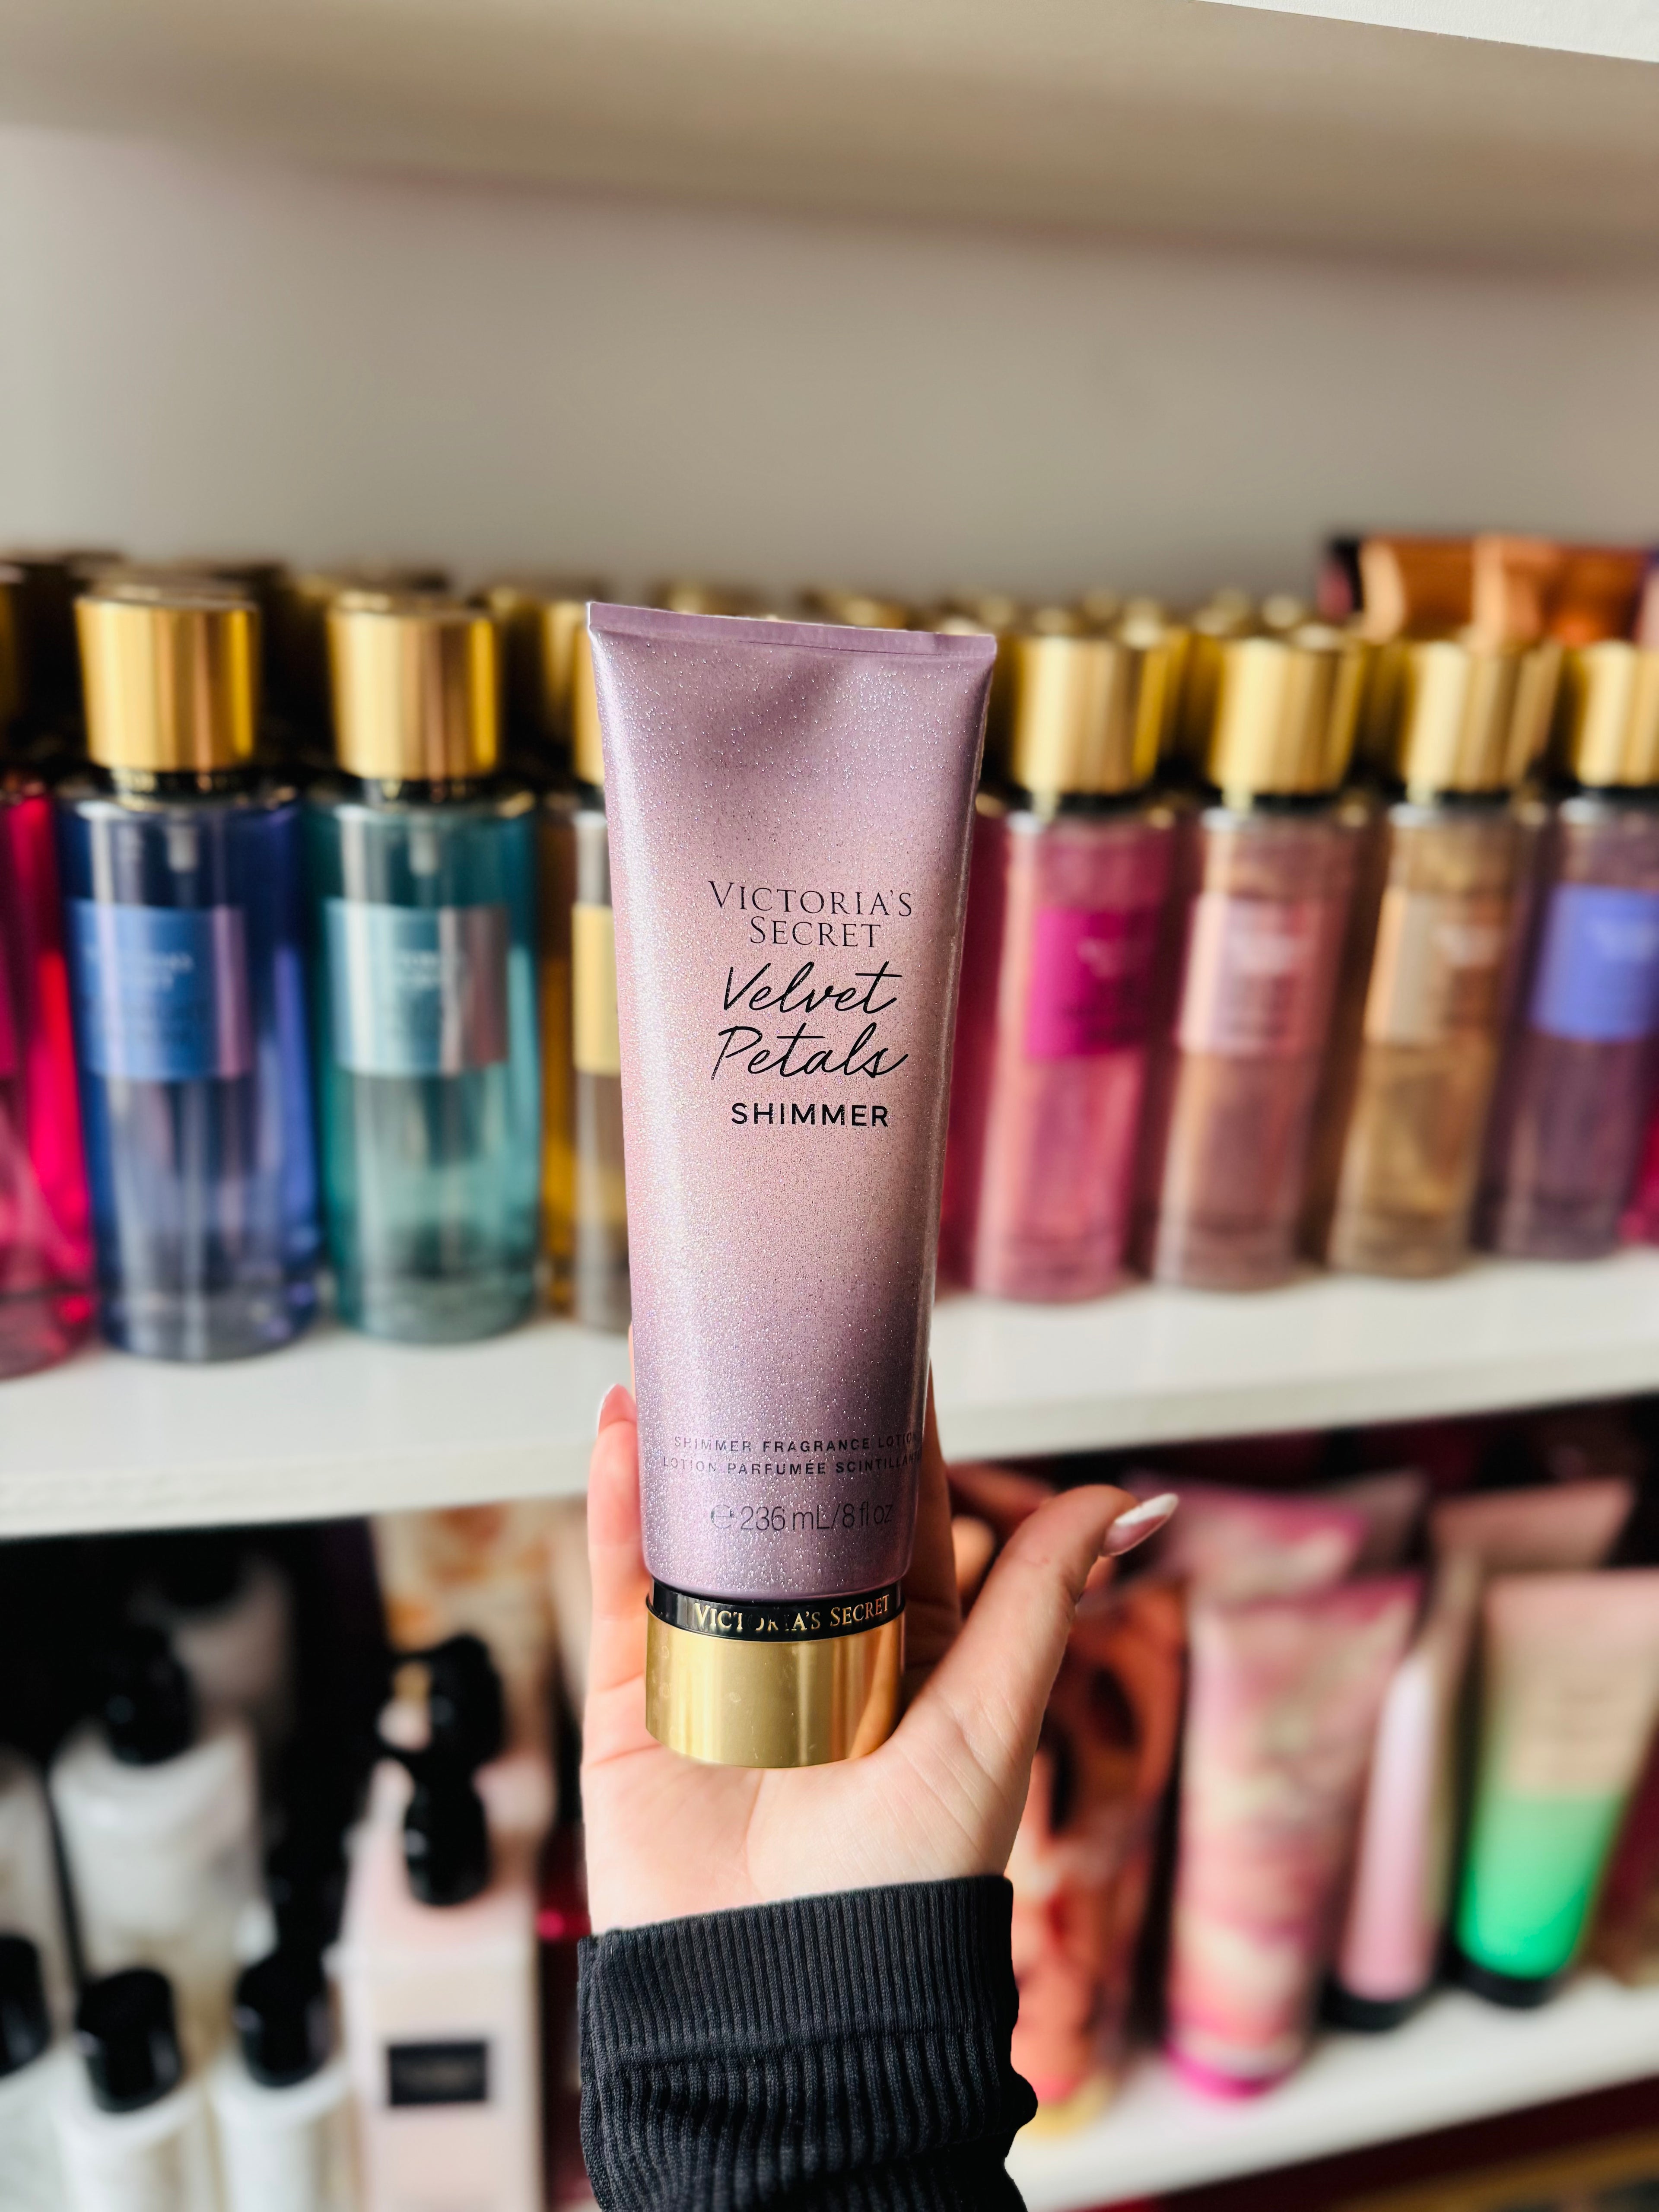 VICTORIA'S
SECRET
Velvet
Petals
SHIMMER
SHIMMER FRAGRANCE LOTION
LOTION PARFUMÉE SCINTILLANTE
e 236 mL/8 fl oz
VICTORIA'S SECRET